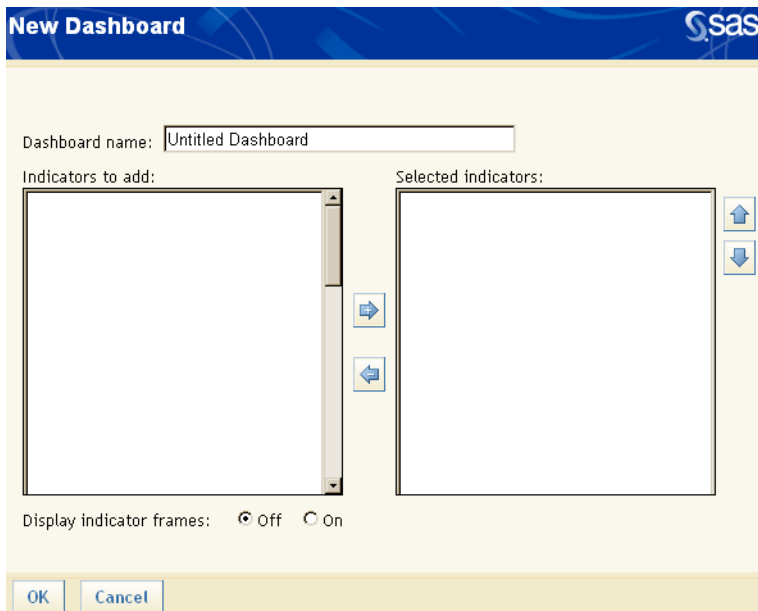 New Dashboard
sas
Dashboard name: Untitled Dashboard
Indicators to add:
Selected indicators:
Display indicator frames: Off On
OK Cancel